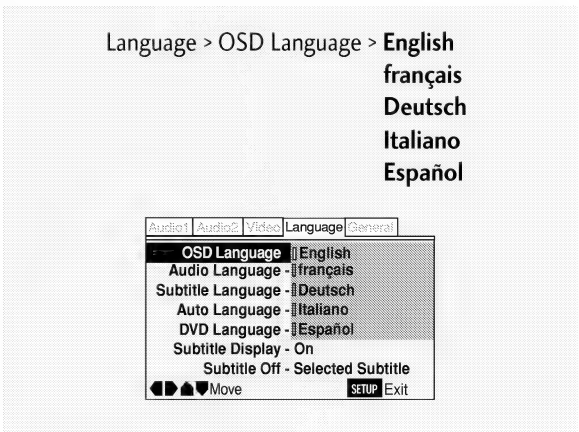 Language > OSD Language > English
français
Deutsch
Italiano
Español
Audio1 Audio2 Video Language General
OSD Language English
Audio Language - français
Subtitle Language - Deutsch
Auto Language - Italiano
DVD Language - Español
Subtitle Display - On
Subtitle Off - Selected Subtitle
Move SETUP Exit